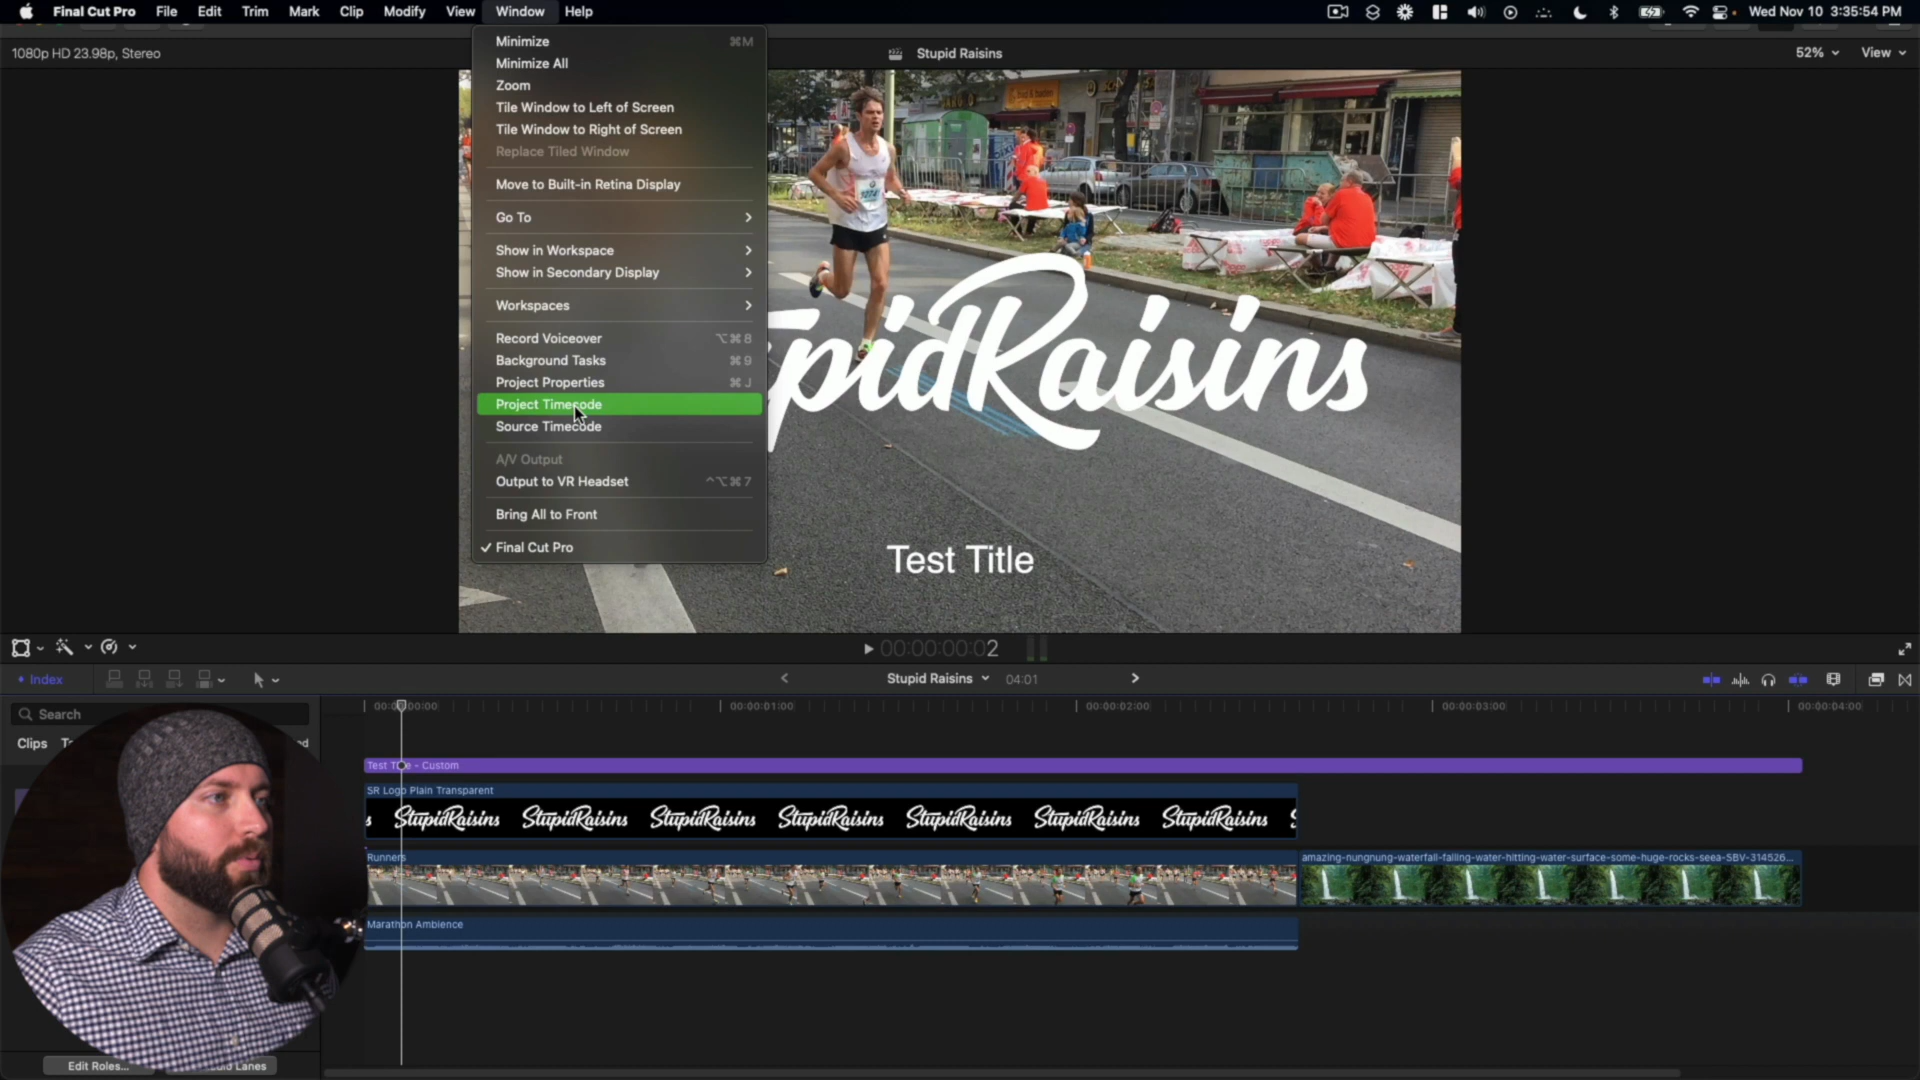 Final Cut Pro File Edit Trim Mark Clip Modify View Window Help Wed Nov 10 3:35:54 PM
1080p HD 23.98p, Stereo
Stupid Raisins
52% View
Minimize ⌘M
Minimize All
Zoom
Tile Window to Left of Screen
Tile Window to Right of Screen
Replace Tiled Window
Move to Built-in Retina Display
Go To
Show in Workspace
Show in Secondary Display
Workspaces
Record Voiceover ⌥⌘8
Background Tasks ⌘9
Project Properties ⌘J
Project Timecode
Source Timecode
A/V Output
Output to VR Headset ^⌥⌘7
Bring All to Front
✓ Final Cut Pro
pidRaisins
Test Title
00:00:00:02
Index
Stupid Raisins 04:01
Search
Clips
00:00:01:00 00:00:02:00 00:00:03:00 00:00:04:00
Test Title - Custom
SR Logo Plain Transparent
StupidRaisins StupidRaisins StupidRaisins StupidRaisins StupidRaisins StupidRaisins StupidRaisins
Runners
amazing-nungnung-waterfall-falling-water-hitting-water-surface-some-huge-rocks-seea-SBV-314526...
Marathon Ambience
Edit Roles... Lanes